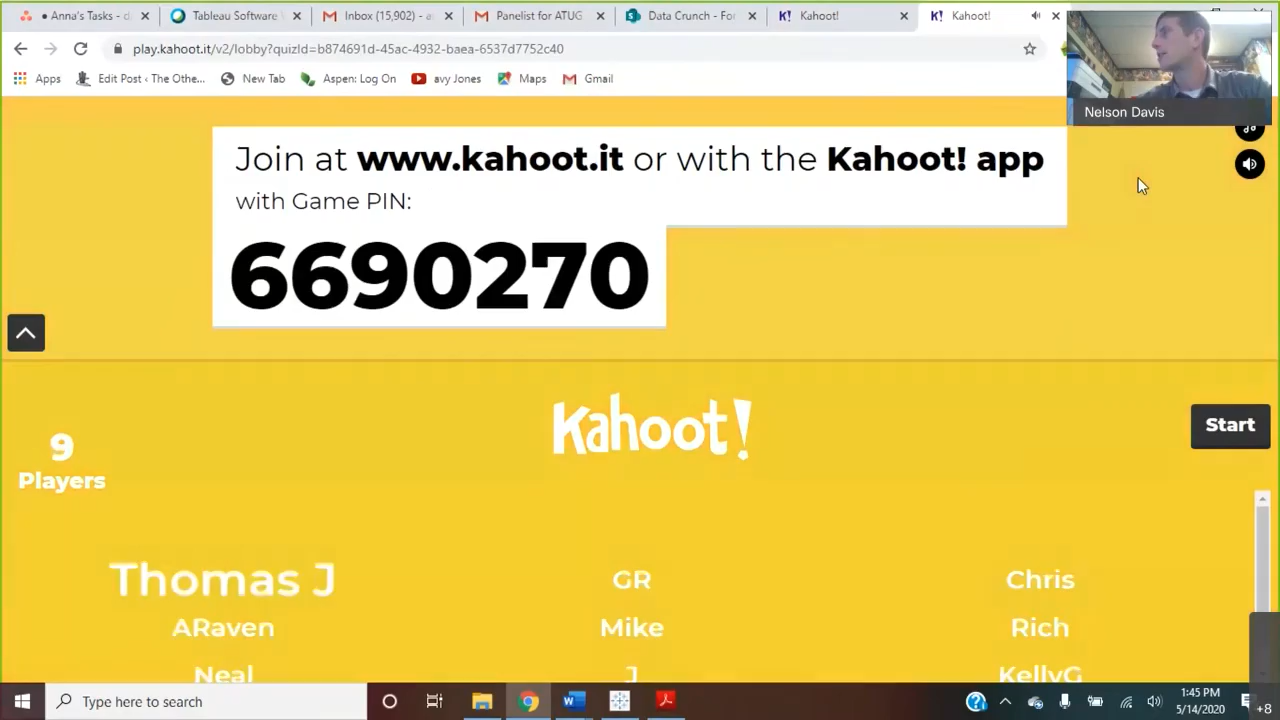 Anna's Tasks - d
Tableau Software
Inbox (15,902) - a
Panelist for ATUG
Data Crunch - For
Kahoot!
Kahoot!
play.kahoot.it/v2/lobby?quizId=b874691d-45ac-4932-baea-6537d7752c40
Apps
Edit Post ‹ The Othe...
New Tab
Aspen: Log On
avy Jones
Maps
Gmail
Nelson Davis
Join at www.kahoot.it or with the Kahoot! app
with Game PIN:
6690270
Kahoot!
Start
9
Players
Thomas J
GR
Chris
ARaven
Mike
Rich
Neal
J
KellyG
Type here to search
1:45 PM
5/14/2020
+8